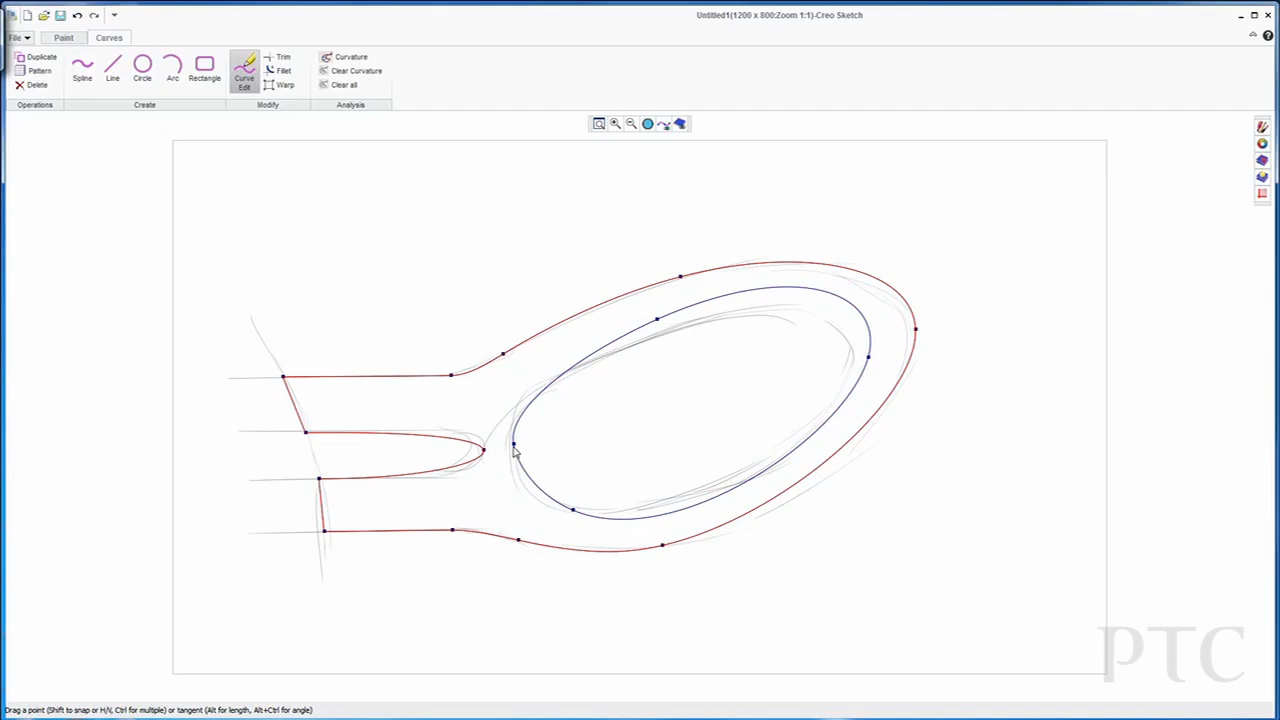 Untitled1(1200 x 800:Zoom 1:1)-Creo Sketch
File Paint Curves
Duplicate
Pattern
Delete
Operations
Spline Line Circle Arc Rectangle
Create
Curve
Edit
Trim
Fillet
Warp
Modify
Curvature
Clear Curvature
Clear all
Analysis
PTC
Drag a point (Shift to snap or H/V, Ctrl for multiple) or tangent (Alt for length, Alt+Ctrl for angle)